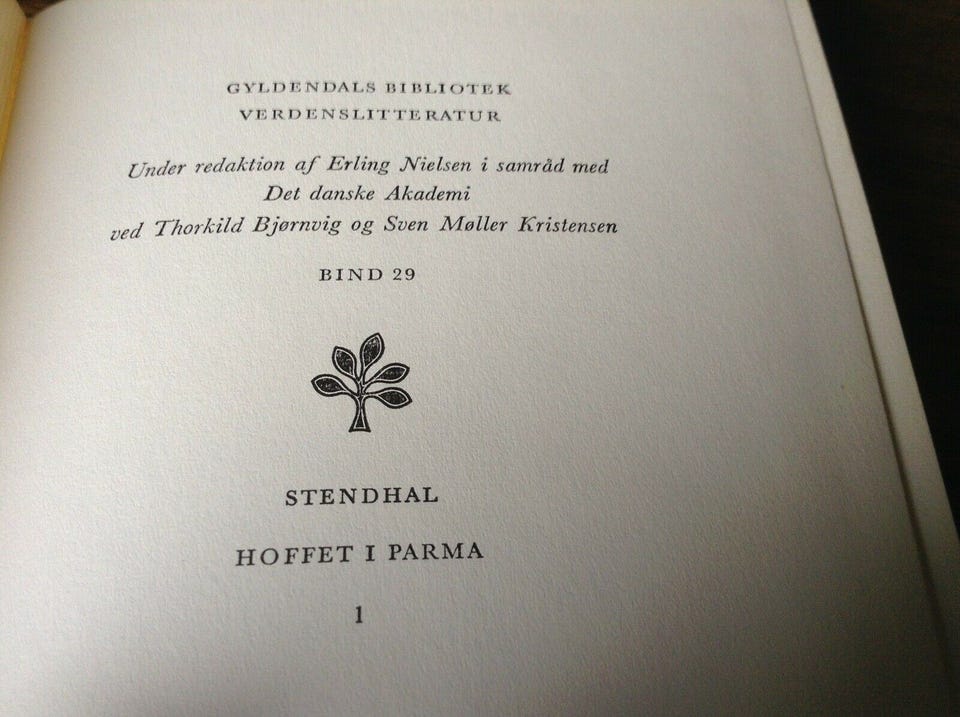 GYLDENDALS BIBLIOTEK
VERDENSLITTERATUR
Under redaktion af Erling Nielsen i samråd med
Det danske Akademi
ved Thorkild Bjørnvig og Sven Møller Kristensen
BIND 29
STENDHAL
HOFFET I PARMA
1